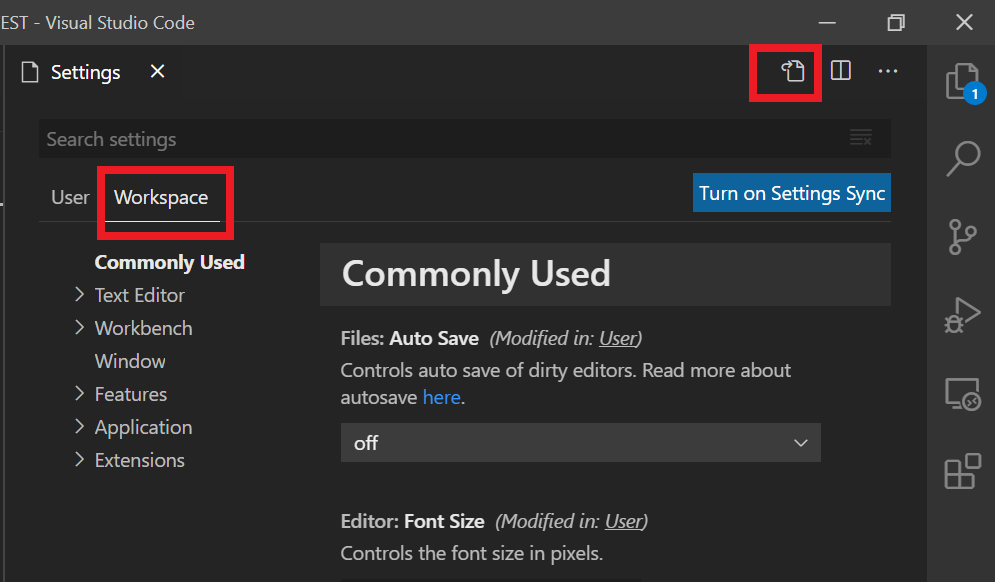 EST - Visual Studio Code
Settings
1
Search settings
User Workspace Turn on Settings Sync
Commonly Used
Text Editor
Workbench
Window
Features
Application
Extensions
Commonly Used
Files: Auto Save (Modified in: User)
Controls auto save of dirty editors. Read more about
autosave here.
off
Editor: Font Size (Modified in: User)
Controls the font size in pixels.